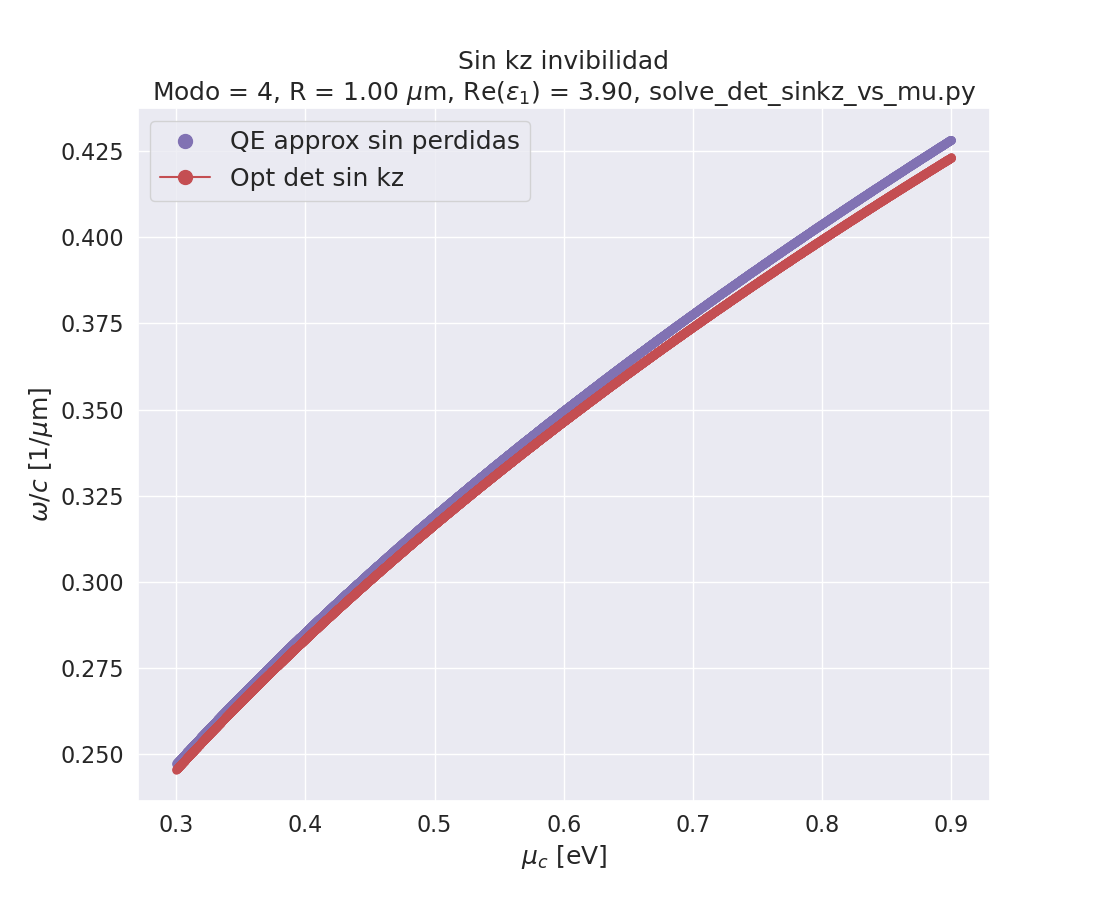 Sin kz invibilidad
Modo = 4, R = 1.00 μm, Re(ε₁) = 3.90, solve_det_sinkz_vs_mu.py
QE approx sin perdidas
Opt det sin kz
ω/c [1/μm]
0.425
0.400
0.375
0.350
0.325
0.300
0.275
0.250
0.3 0.4 0.5 0.6 0.7 0.8 0.9
μ_c [eV]